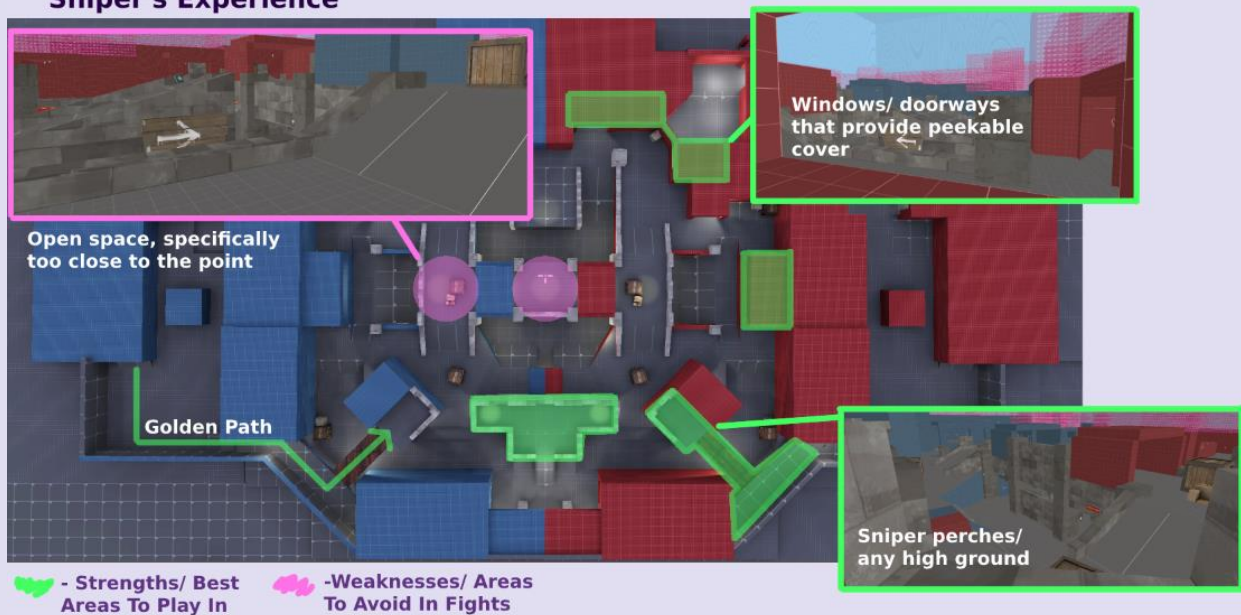 Sniper's Experience
Windows/ doorways
that provide peekable
cover
Open space, specifically
too close to the point
Golden Path
Sniper perches/
any high ground
- Strengths/ Best
Areas To Play In
-Weaknesses/ Areas
To Avoid In Fights